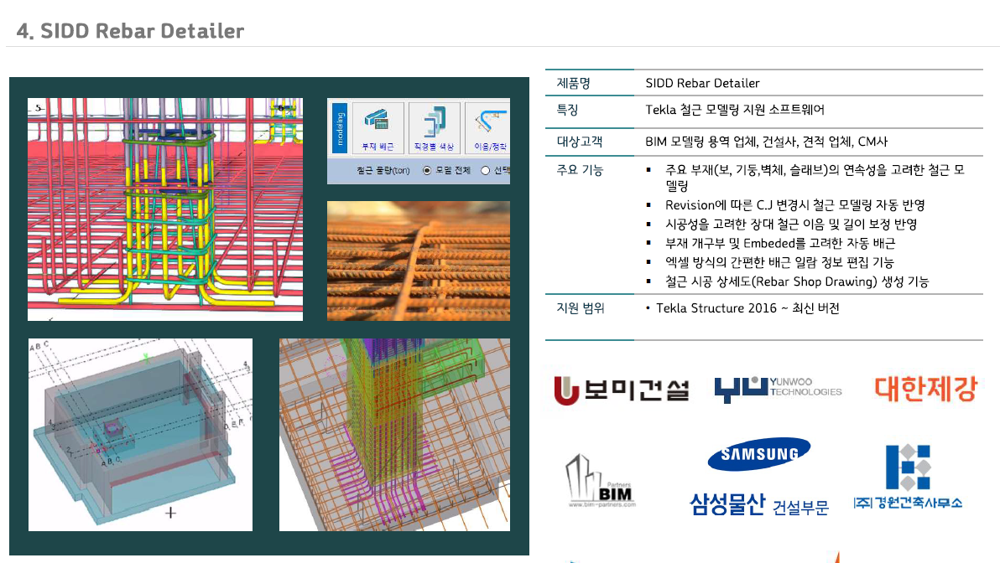 4. SIDD Rebar Detailer
5
6
modeling
부재 배근
직경별 색상
이음/정착
철근 물량(ton)
모델 전체
선택
A B C
4
4
2
A, B, C,
D, E, F, G
제품명
SIDD Rebar Detailer
특징
Tekla 철근 모델링 지원 소프트웨어
대상고객
BIM 모델링 용역 업체, 건설사, 견적 업체, CM사
주요 기능
▪ 주요 부재(보, 기둥,벽체, 슬래브)의 연속성을 고려한 철근 모
델링
▪ Revision에 따른 C.J 변경시 철근 모델링 자동 반영
▪ 시공성을 고려한 장대 철근 이음 및 길이 보정 반영
▪ 부재 개구부 및 Embeded를 고려한 자동 배근
▪ 엑셀 방식의 간편한 배근 일람 정보 편집 기능
▪ 철근 시공 상세도(Rebar Shop Drawing) 생성 기능
지원 범위
• Tekla Structure 2016 ~ 최신 버전
보미건설
YUNWOO
TECHNOLOGIES
대한제강
Partners
BIM
www.bim-partners.com
SAMSUNG
삼성물산 건설부문
(주)경원건축사무소